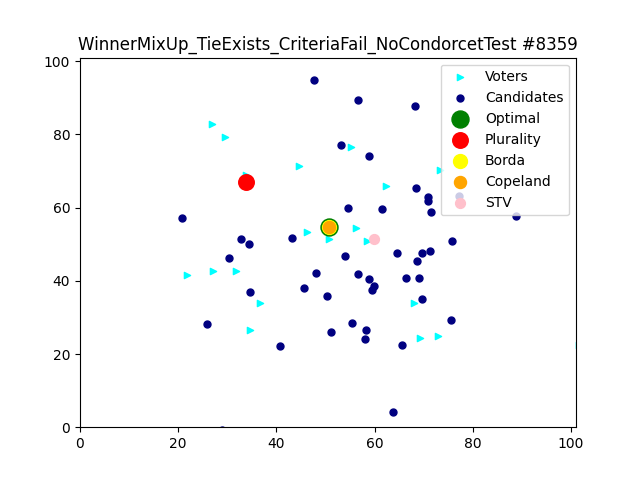 WinnerMixUp_TieExists_CriteriaFail_NoCondorcetTest #8359
Voters
Candidates
Optimal
Plurality
Borda
Copeland
STV
100
80
60
40
20
0
0
20
40
60
80
100